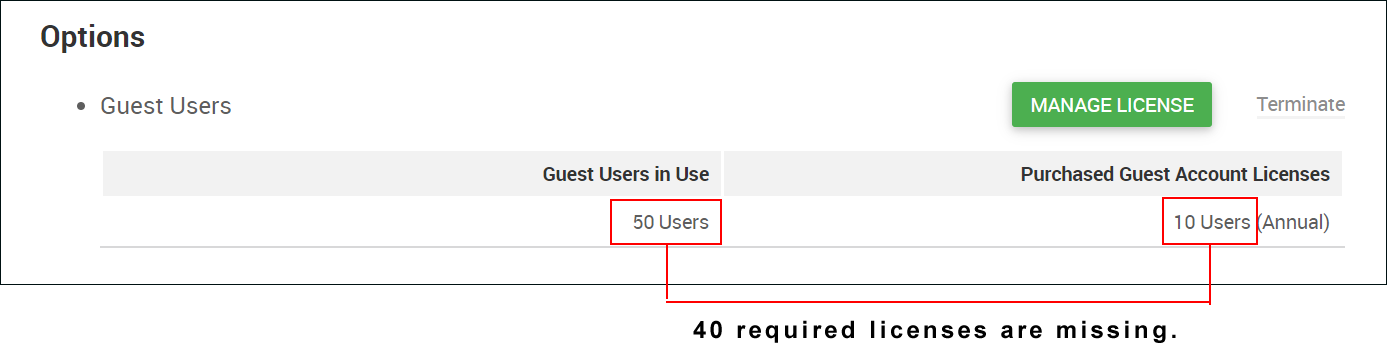 Options
• Guest Users MANAGE LICENSE Terminate
Guest Users in Use Purchased Guest Account Licenses
50 Users 10 Users (Annual)
40 required licenses are missing.